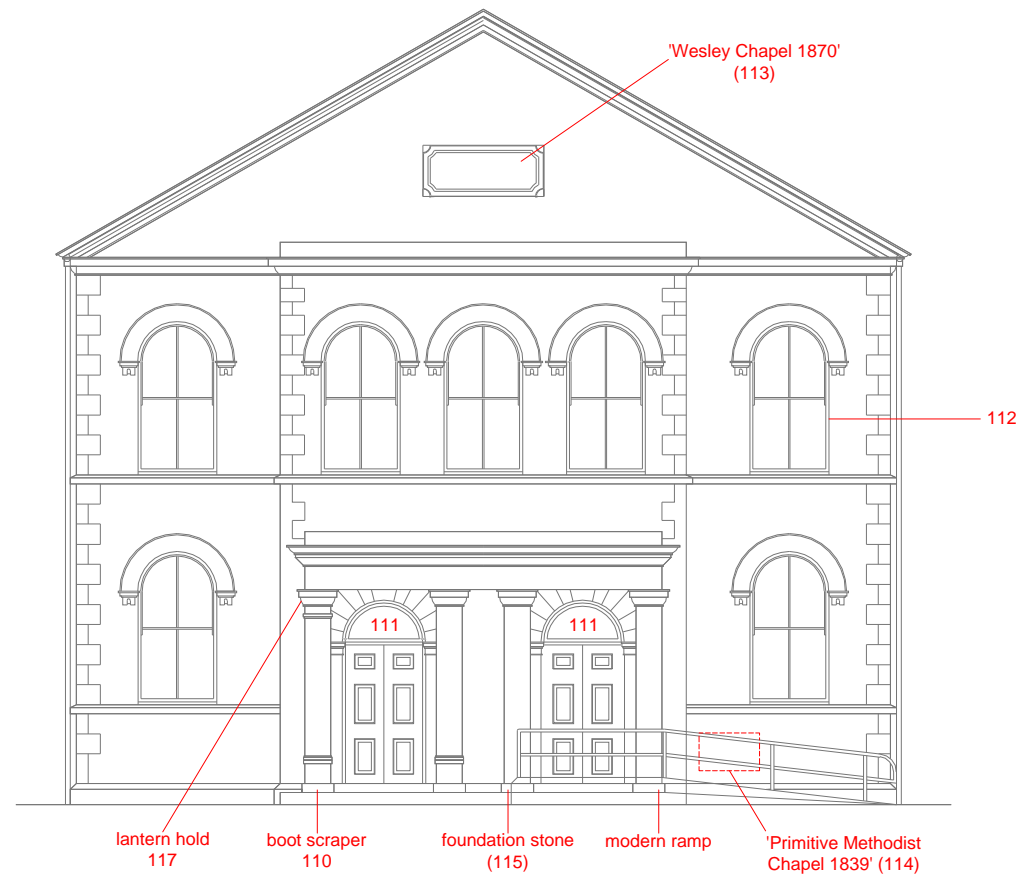 'Wesley Chapel 1870'
(113)
112
111
111
lantern hold
117
boot scraper
110
foundation stone
(115)
modern ramp
'Primitive Methodist
Chapel 1839' (114)